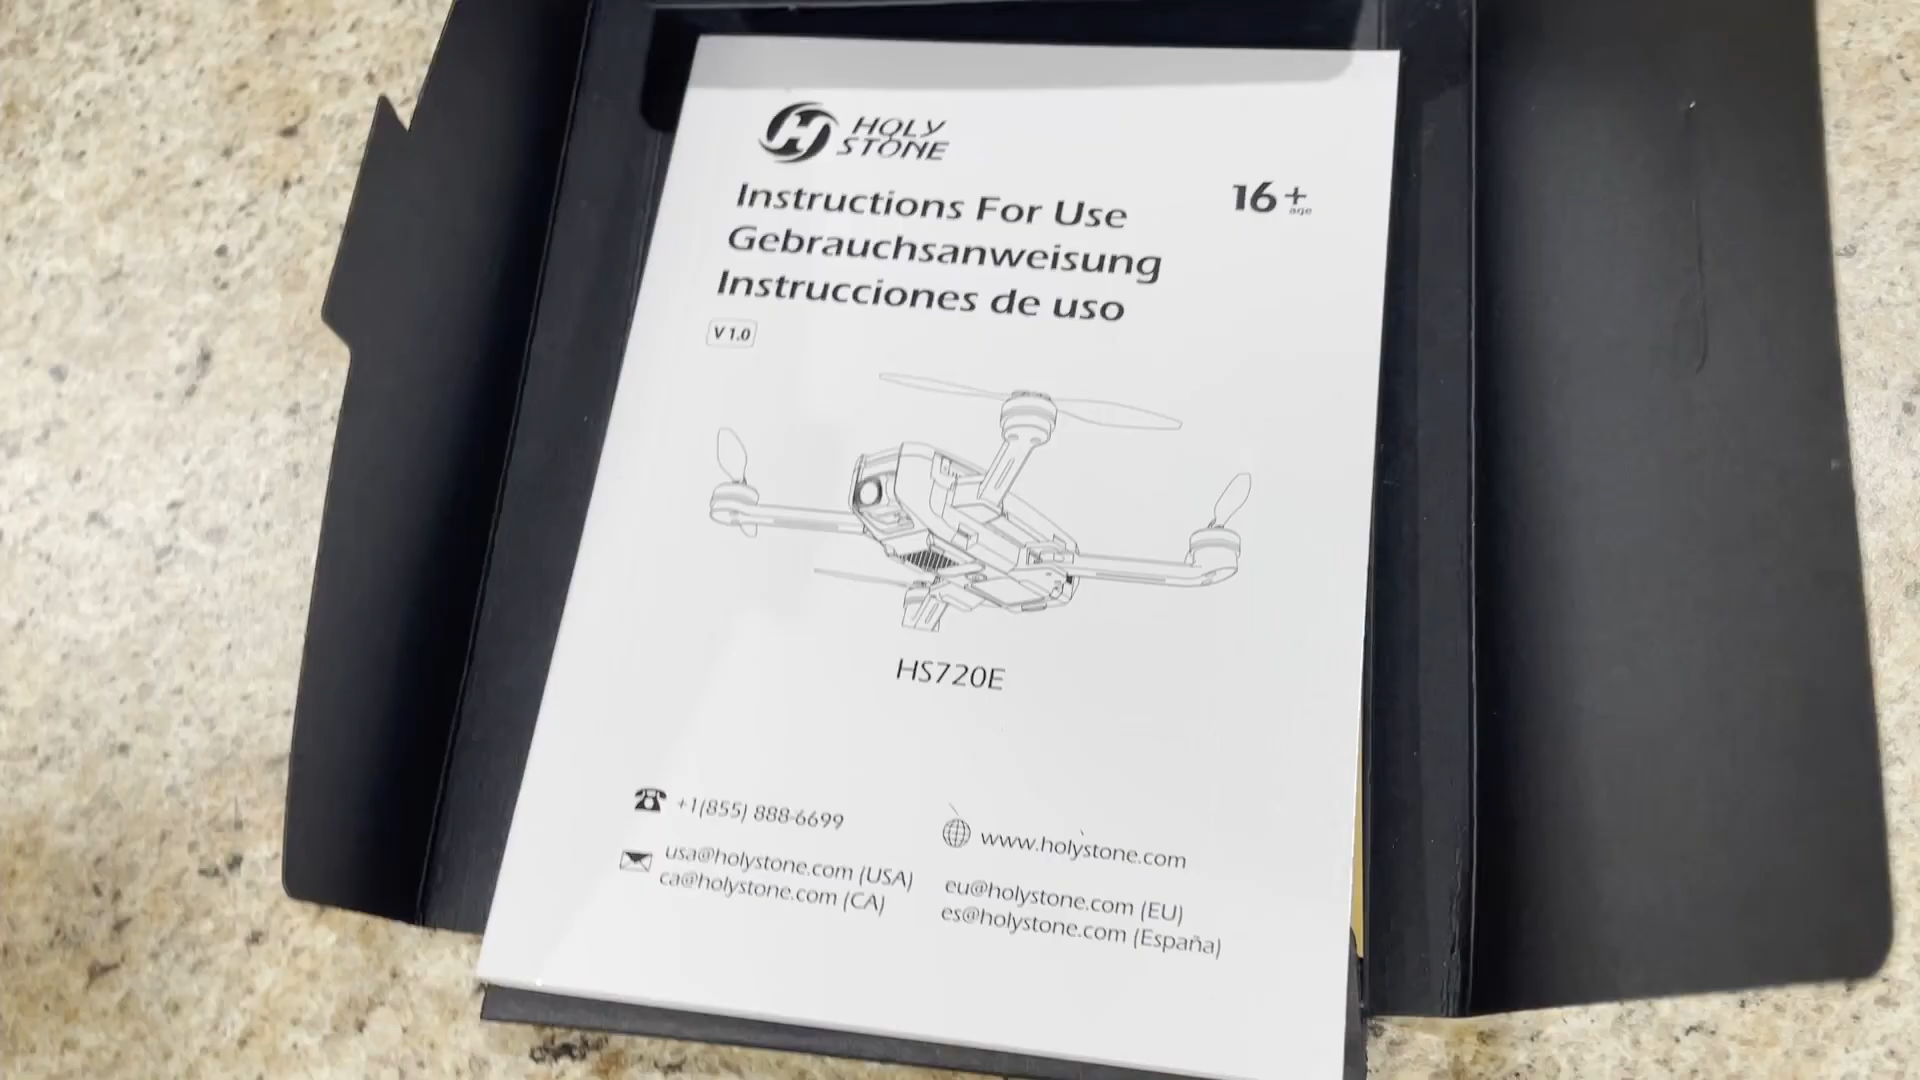 HOLY
STONE
16+
age
Instructions For Use
Gebrauchsanweisung
Instrucciones de uso
V 1.0
HS720E
+1(855) 888-6699
www.holystone.com
usa@holystone.com (USA)
ca@holystone.com (CA)
eu@holystone.com (EU)
es@holystone.com (España)